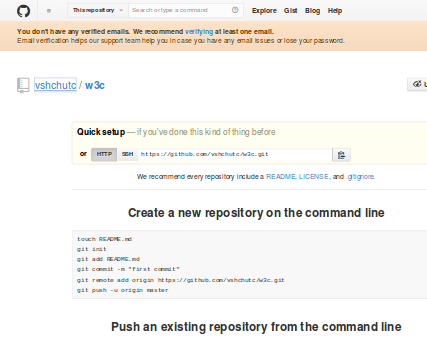 This repository Search or type a command Explore Gist Blog Help
You don't have any verified emails. We recommend verifying at least one email.
Email verification helps our support team help you in case you have any email issues or lose your password.
vshchutc / w3c
Quick setup — if you've done this kind of thing before
or HTTP SSH https://github.com/vshchutc/w3c.git
We recommend every repository include a README, LICENSE, and .gitignore.
Create a new repository on the command line
touch README.md
git init
git add README.md
git commit -m "first commit"
git remote add origin https://github.com/vshchutc/w3c.git
git push -u origin master
Push an existing repository from the command line